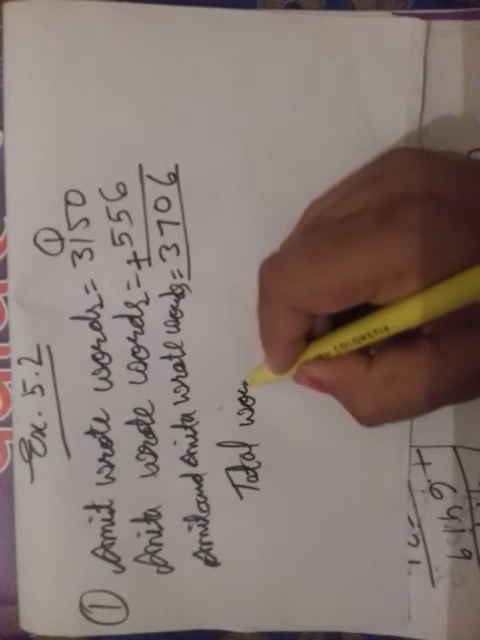 Ex. 5.2
①
① Amit wrote words = 3150
Anita wrote words = +556
Amit and Anita wrote words = 3706
Total wor